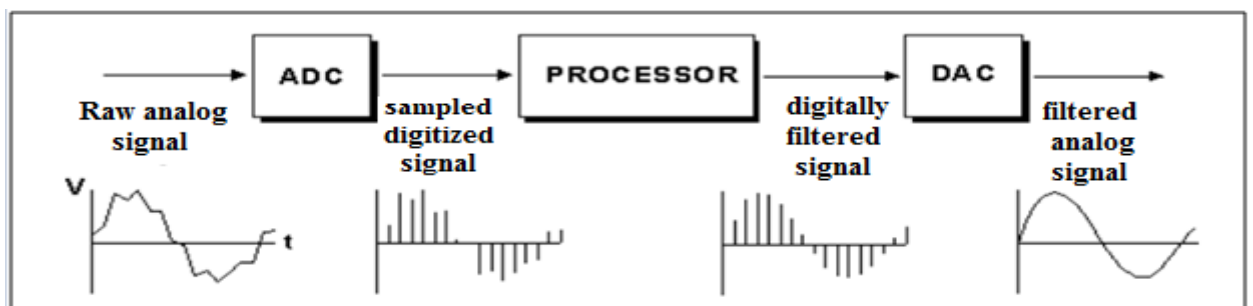 ADC
PROCESSOR
DAC
Raw analog
signal
sampled
digitized
signal
digitally
filtered
signal
filtered
analog
signal
V
t